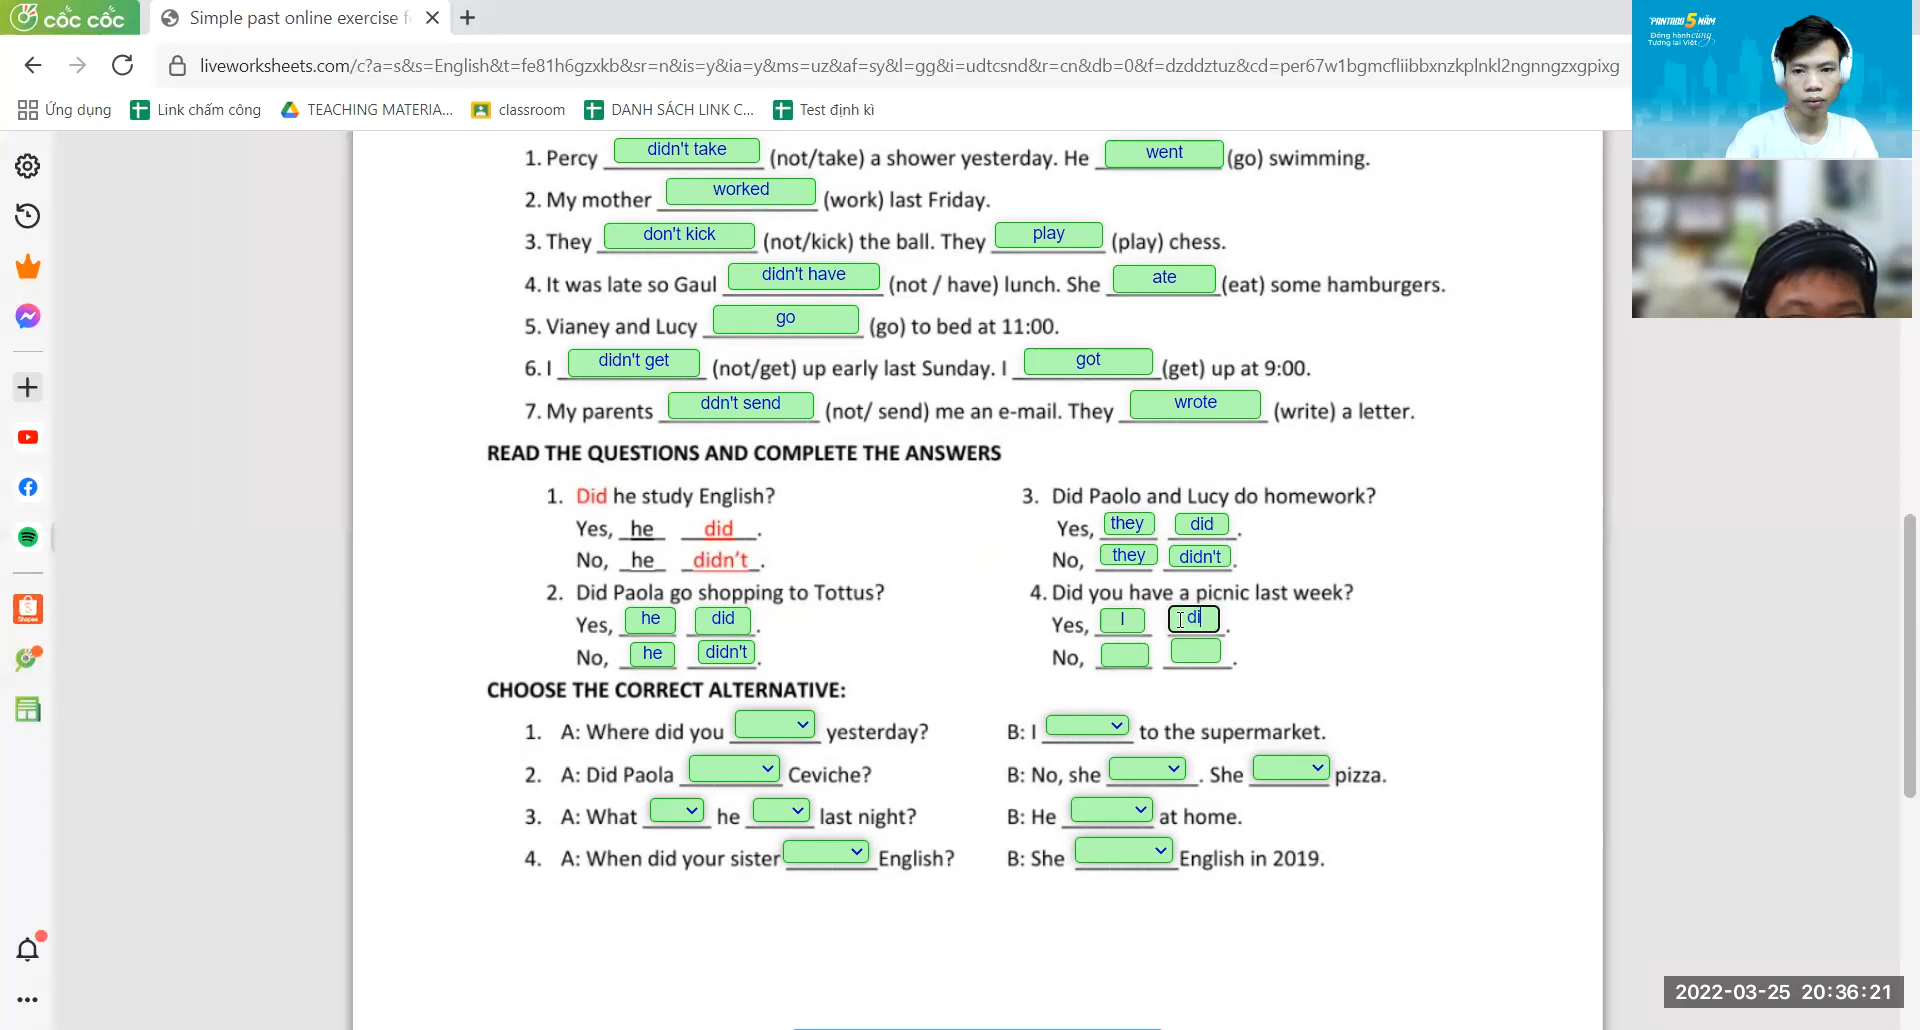 cốc cốc
Simple past online exercise f
liveworksheets.com/c?a=s&s=English&t=fe81h6gzxkb&sr=n&is=y&ia=y&ms=uz&af=sy&l=gg&i=udtcsnd&r=cn&db=0&f=dzddztuz&cd=per67w1bgmcfliibbxnzkplnkl2ngnngzxgpixg
Ứng dụng Link chấm công TEACHING MATERIA... classroom DANH SÁCH LINK C... Test định kì
PANTADO 5 NĂM
Đồng hành cùng
Tương lai Việt
1. Percy didn't take (not/take) a shower yesterday. He went (go) swimming.
2. My mother worked (work) last Friday.
3. They don't kick (not/kick) the ball. They play (play) chess.
4. It was late so Gaul didn't have (not / have) lunch. She ate (eat) some hamburgers.
5. Vianey and Lucy go (go) to bed at 11:00.
6. I didn't get (not/get) up early last Sunday. I got (get) up at 9:00.
7. My parents ddn't send (not/ send) me an e-mail. They wrote (write) a letter.
READ THE QUESTIONS AND COMPLETE THE ANSWERS
1. Did he study English?
Yes, he did.
No, he didn't.
2. Did Paola go shopping to Tottus?
Yes, he did.
No, he didn't.
3. Did Paolo and Lucy do homework?
Yes, they did.
No, they didn't.
4. Did you have a picnic last week?
Yes, I di.
No, .
CHOOSE THE CORRECT ALTERNATIVE:
1. A: Where did you yesterday? B: I to the supermarket.
2. A: Did Paola Ceviche? B: No, she . She pizza.
3. A: What he last night? B: He at home.
4. A: When did your sister English? B: She English in 2019.
2022-03-25 20:36:21